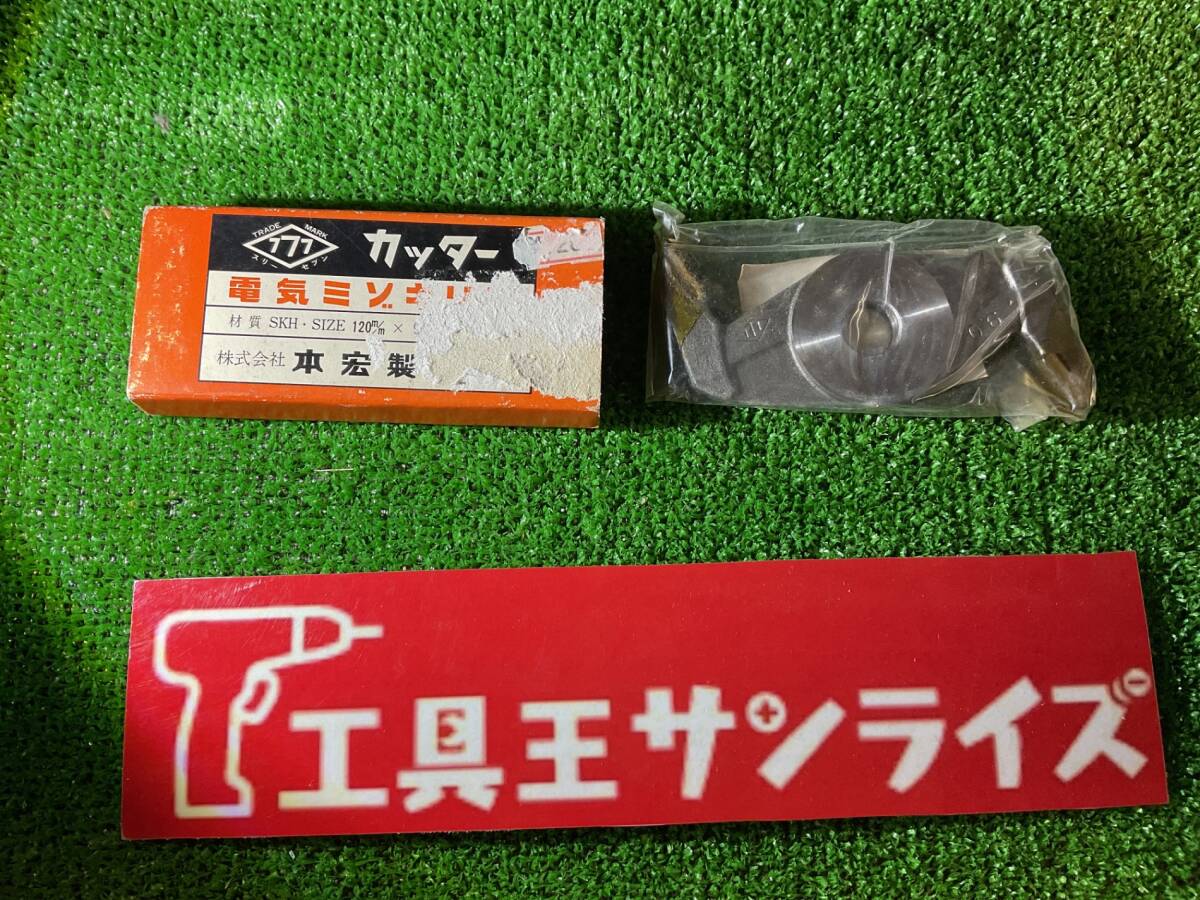 TRADE MARK
777
スリーセブン
カッター
電気ミゾキリ
材質 SKH・SIZE 120m/m ×
株式会社 本宏製
工具王サンライズ